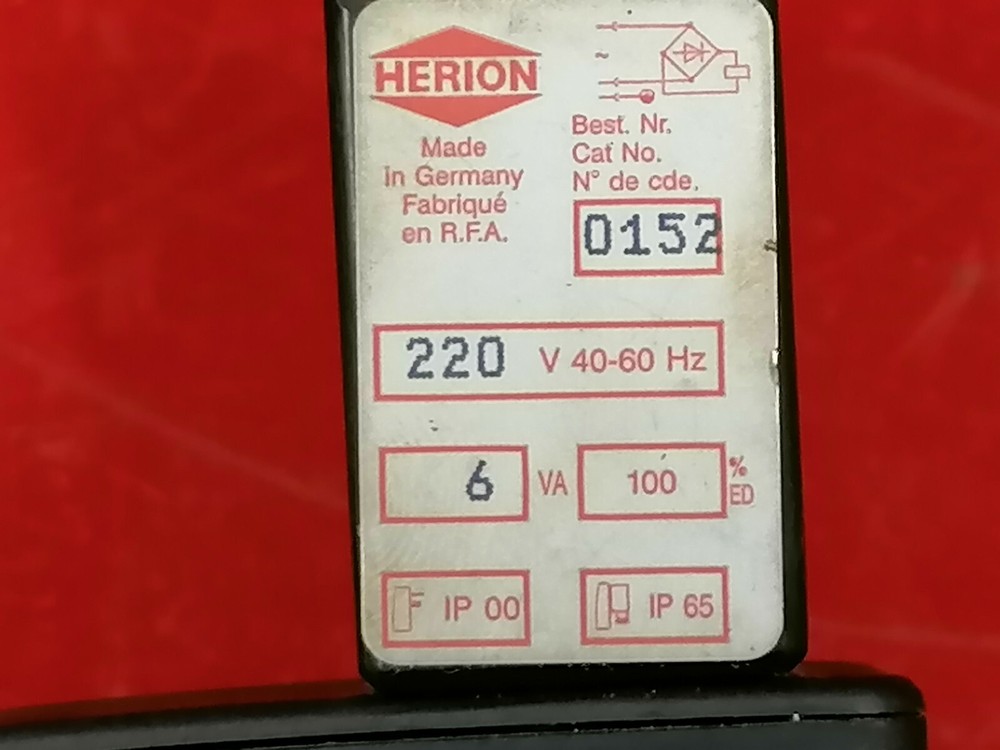 HERION
Made
in Germany
Fabriqué
en R.F.A.
~
Best. Nr.
Cat No.
N° de cde.
0152
220 V 40-60 Hz
6 VA 100 % ED
IP 00 IP 65